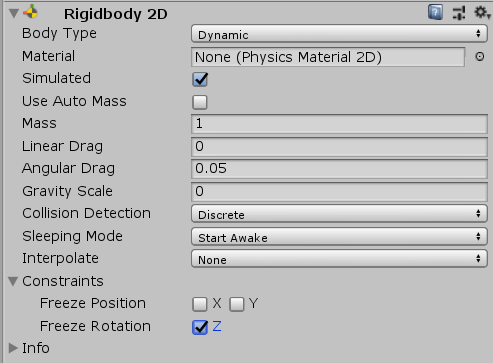 Rigidbody 2D
Body Type Dynamic
Material None (Physics Material 2D)
Simulated
Use Auto Mass
Mass 1
Linear Drag 0
Angular Drag 0.05
Gravity Scale 0
Collision Detection Discrete
Sleeping Mode Start Awake
Interpolate None
Constraints
Freeze Position X Y
Freeze Rotation Z
Info